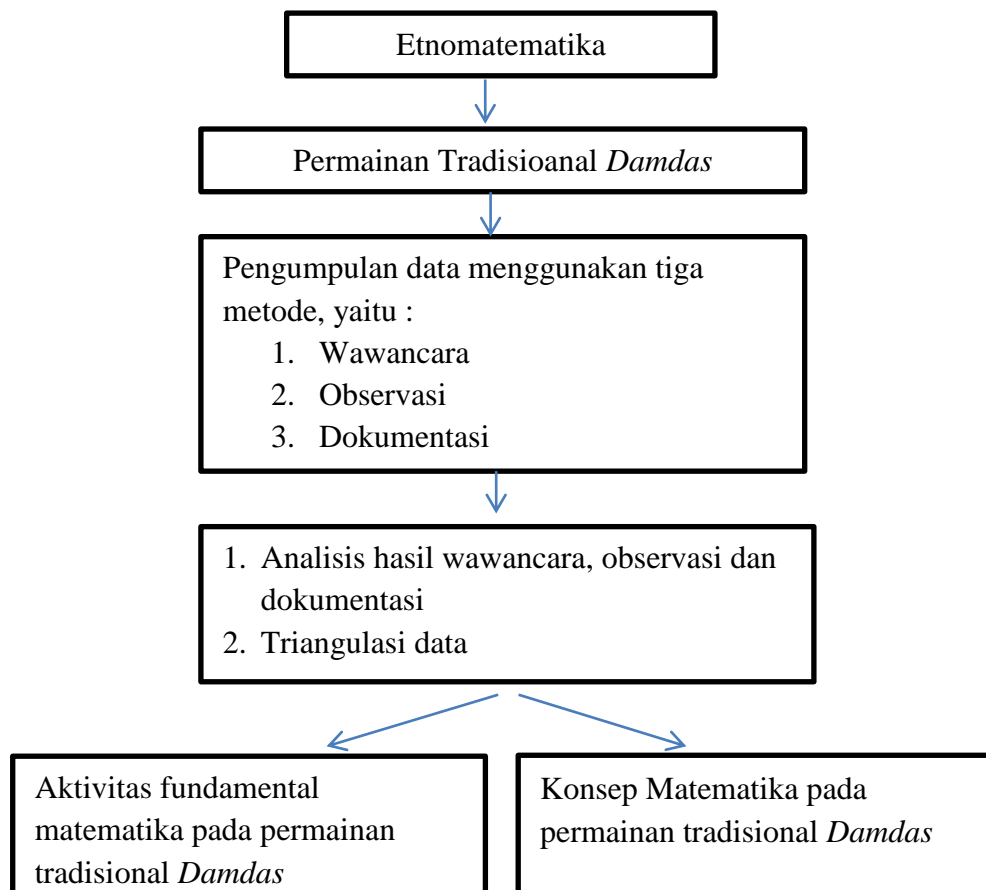 Etnomatematika
Permainan Tradisioanal Damdas
Pengumpulan data menggunakan tiga
metode, yaitu :
1. Wawancara
2. Observasi
3. Dokumentasi
1. Analisis hasil wawancara, observasi dan
dokumentasi
2. Triangulasi data
Aktivitas fundamental
matematika pada permainan
tradisional Damdas
Konsep Matematika pada
permainan tradisional Damdas